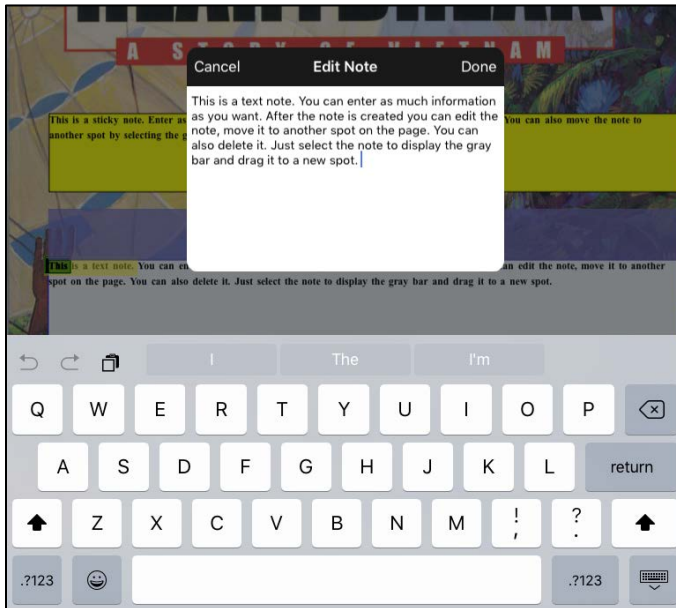 A STORY OF VIETNAM
Cancel Edit Note Done
This is a text note. You can enter as much information
as you want. After the note is created you can edit the
note, move it to another spot on the page. You can
also delete it. Just select the note to display the gray
bar and drag it to a new spot.
This is a sticky note. Enter as
You can also move the note to
another spot by selecting the g
This is a text note. You can en
an edit the note, move it to another
spot on the page. You can also delete it. Just select the note to display the gray bar and drag it to a new spot.
I The I'm
Q W E R T Y U I O P
A S D F G H J K L return
Z X C V B N M ! , ? .
.?123 .?123